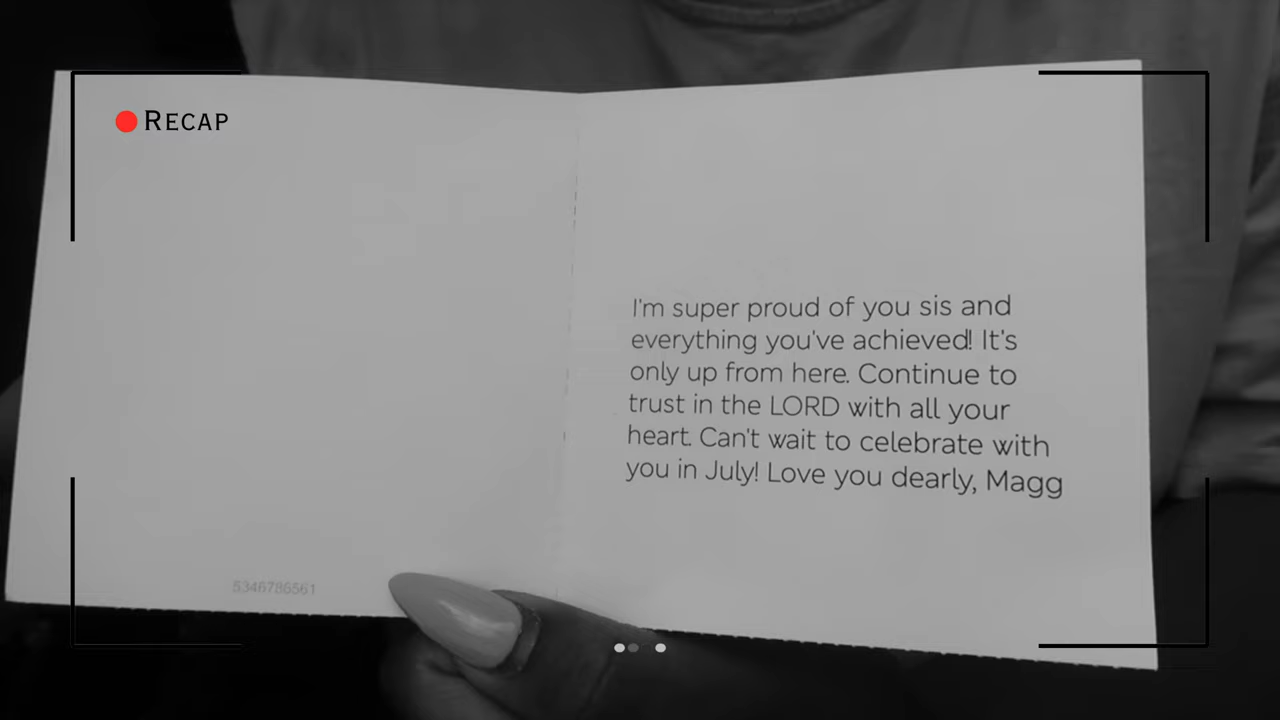 RECAP
I'm super proud of you sis and
everything you've achieved! It's
only up from here. Continue to
trust in the LORD with all your
heart. Can't wait to celebrate with
you in July! Love you dearly, Magg
5346786561